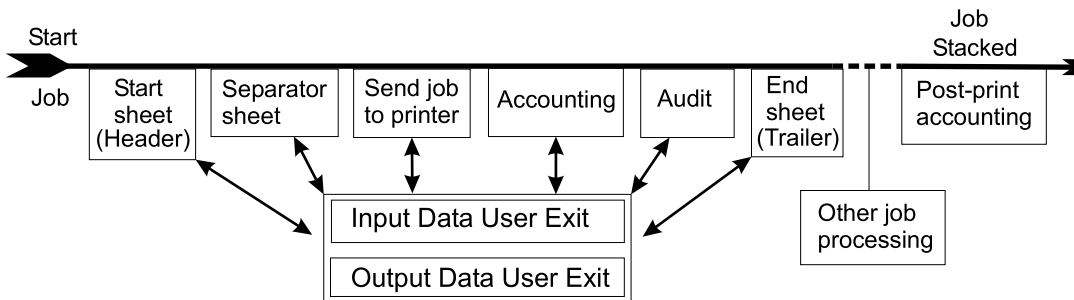 Start
Job
Start
sheet
(Header)
Separator
sheet
Send job
to printer
Accounting
Audit
End
sheet
(Trailer)
Job
Stacked
Post-print
accounting
Other job
processing
Input Data User Exit
Output Data User Exit